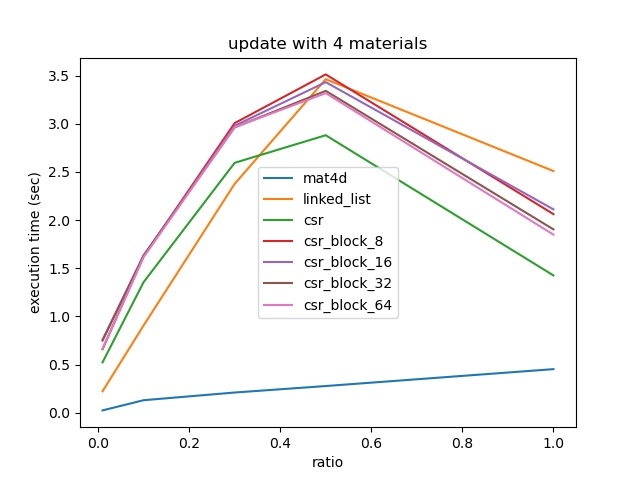 update with 4 materials
execution time (sec)
3.5
3.0
2.5
2.0
1.5
1.0
0.5
0.0
mat4d
linked_list
csr
csr_block_8
csr_block_16
csr_block_32
csr_block_64
0.0 0.2 0.4 0.6 0.8 1.0
ratio